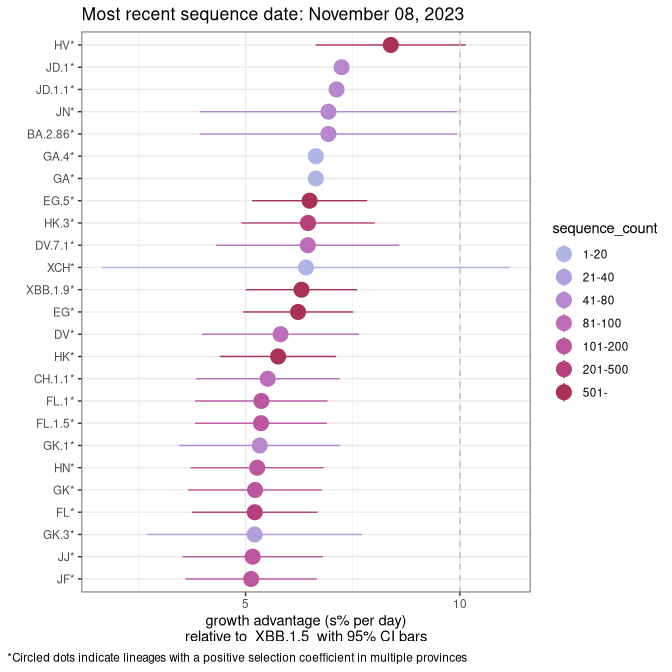 Most recent sequence date: November 08, 2023
HV*
JD.1*
JD.1.1*
JN*
BA.2.86*
GA.4*
GA*
EG.5*
HK.3*
DV.7.1*
XCH*
XBB.1.9*
EG*
DV*
HK*
CH.1.1*
FL.1*
FL.1.5*
GK.1*
HN*
GK*
FL*
GK.3*
JJ*
JF*
5 10
growth advantage (s% per day)
relative to XBB.1.5 with 95% CI bars
sequence_count
1-20
21-40
41-80
81-100
101-200
201-500
501-
*Circled dots indicate lineages with a positive selection coefficient in multiple provinces